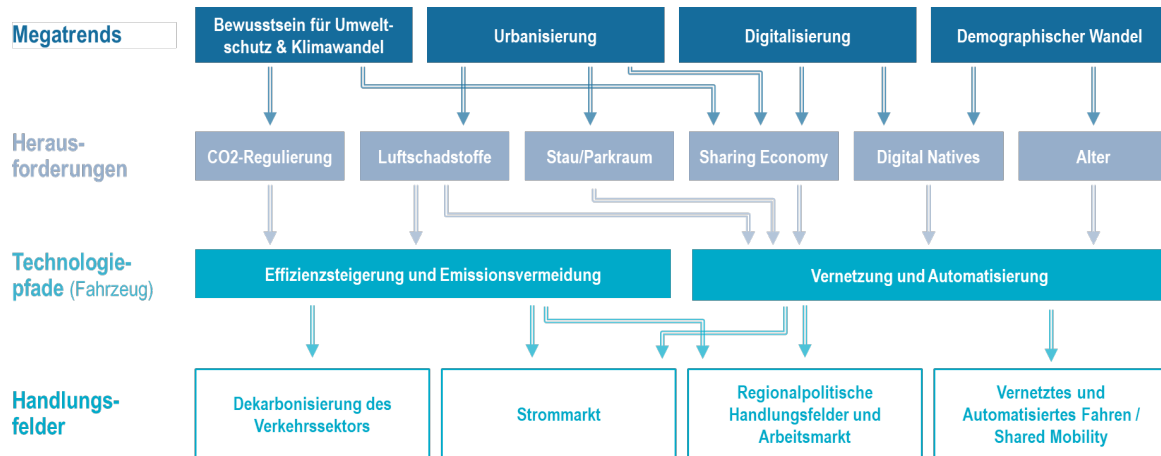 Megatrends
Bewusstsein für Umwelt-
schutz & Klimawandel
Urbanisierung
Digitalisierung
Demographischer Wandel
Heraus-
forderungen
CO2-Regulierung
Luftschadstoffe
Stau/Parkraum
Sharing Economy
Digital Natives
Alter
Technologie-
pfade (Fahrzeug)
Effizienzsteigerung und Emissionsvermeidung
Vernetzung und Automatisierung
Handlungs-
felder
Dekarbonisierung des
Verkehrssektors
Strommarkt
Regionalpolitische
Handlungsfelder und
Arbeitsmarkt
Vernetztes und
Automatisiertes Fahren /
Shared Mobility